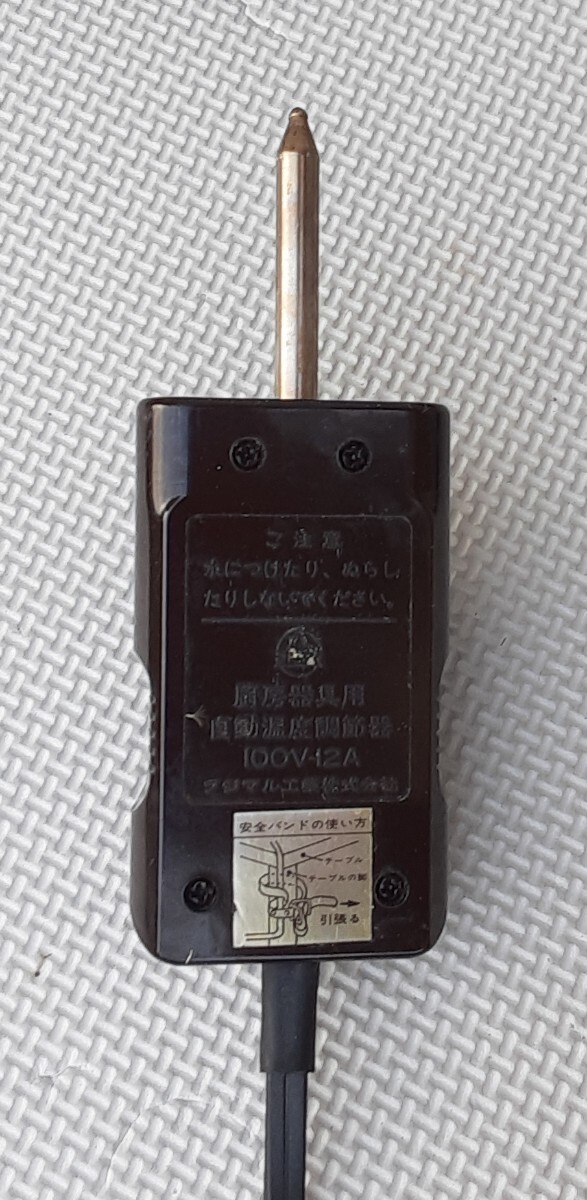 ご注意
水につけたり、ぬらし
たりしないでください。
厨房器具用
自動温度調節器
100V-12A
クジマル工業株式会社
安全バンドの使い方
テーブル
テーブルの脚
引張る